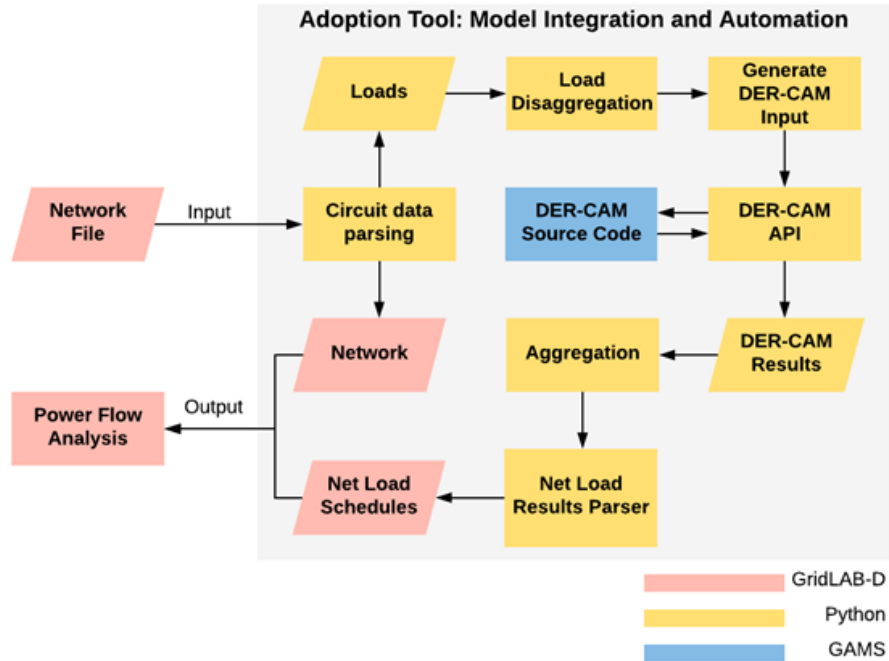 Adoption Tool: Model Integration and Automation
Loads
Load
Disaggregation
Generate
DER-CAM
Input
Network
File
Input
Circuit data
parsing
DER-CAM
Source Code
DER-CAM
API
Network
Aggregation
DER-CAM
Results
Power Flow
Analysis
Output
Net Load
Schedules
Net Load
Results Parser
GridLAB-D
Python
GAMS